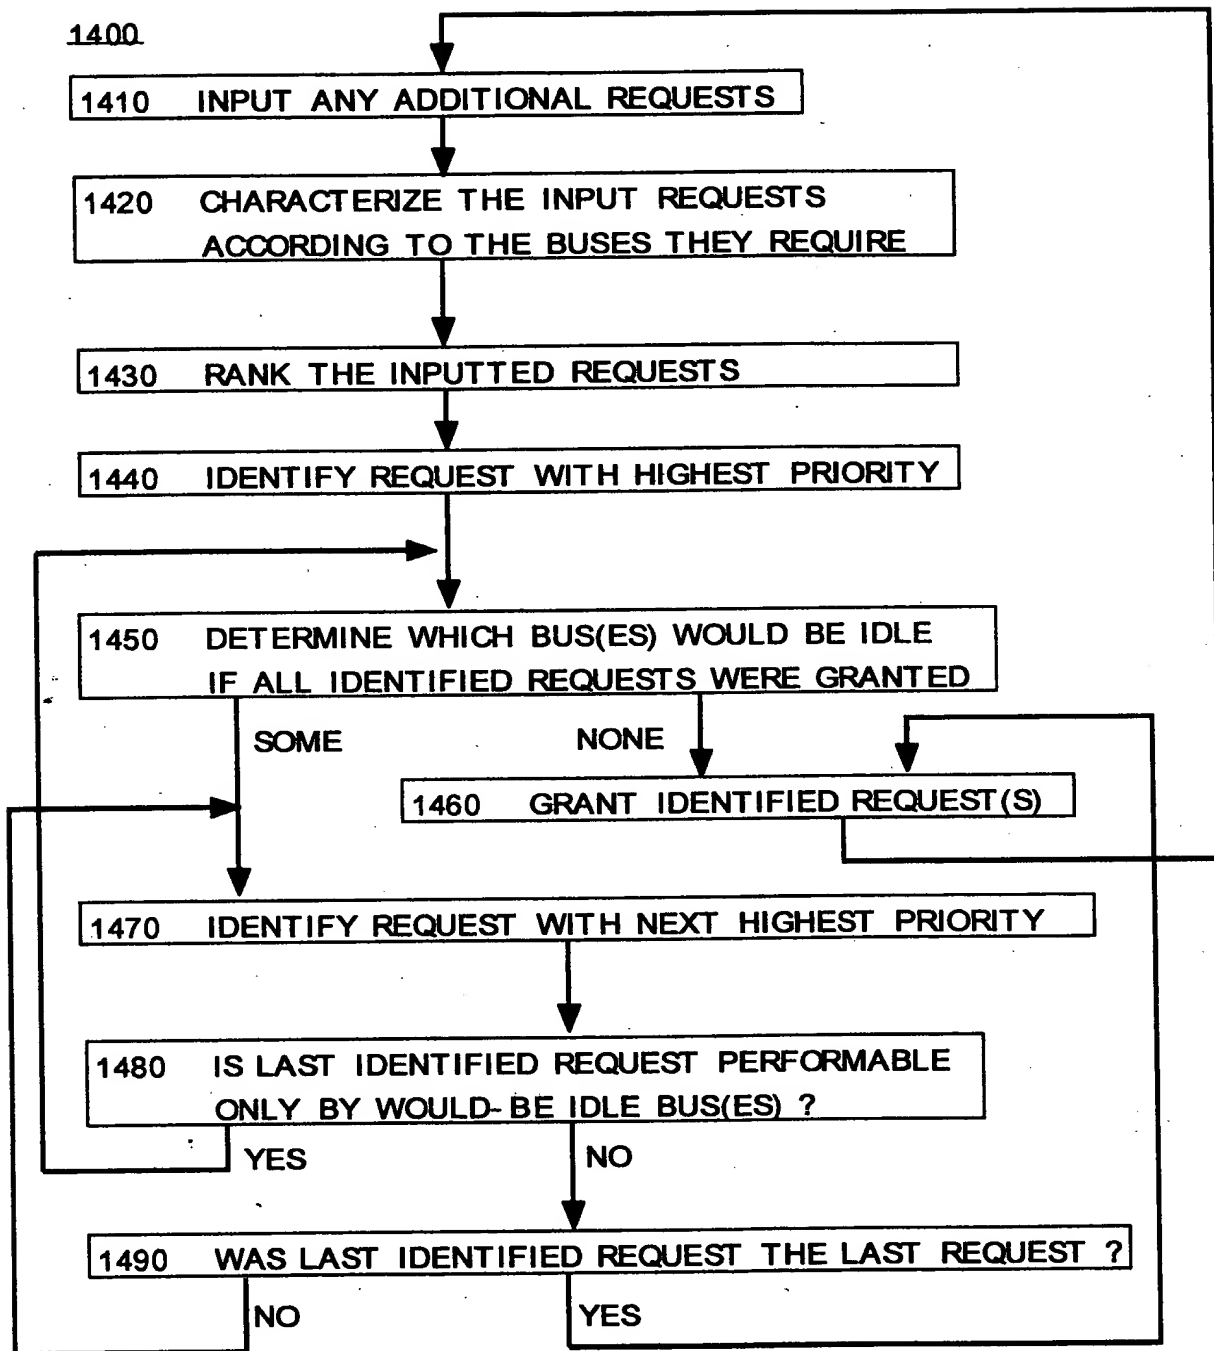 1400
1410 INPUT ANY ADDITIONAL REQUESTS
1420 CHARACTERIZE THE INPUT REQUESTS
ACCORDING TO THE BUSES THEY REQUIRE
1430 RANK THE INPUTTED REQUESTS
1440 IDENTIFY REQUEST WITH HIGHEST PRIORITY
1450 DETERMINE WHICH BUS(ES) WOULD BE IDLE
IF ALL IDENTIFIED REQUESTS WERE GRANTED
SOME
NONE
1460 GRANT IDENTIFIED REQUEST(S)
1470 IDENTIFY REQUEST WITH NEXT HIGHEST PRIORITY
1480 IS LAST IDENTIFIED REQUEST PERFORMABLE
ONLY BY WOULD-BE IDLE BUS(ES) ?
YES
NO
1490 WAS LAST IDENTIFIED REQUEST THE LAST REQUEST ?
NO
YES